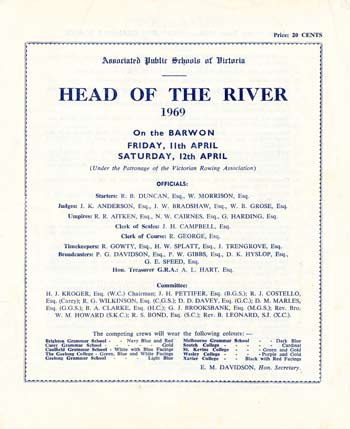 Price: 20 CENTS
Associated Public Schools of Victoria
HEAD OF THE RIVER
1969
On the BARWON
FRIDAY, 11th APRIL
SATURDAY, 12th APRIL
(Under the Patronage of the Victorian Rowing Association)
OFFICIALS:
Starters: R. B. DUNCAN, Esq., W. MORRISON, Esq.
Judges: J. K. ANDERSON, Esq., J. W. BRADSHAW, Esq., W. B. GROSE, Esq.
Umpires: R. R. AITKEN, Esq., N. W. CAIRNES, Esq., G. HARDING, Esq.
Clerk of Scales: J. H. CAMPBELL, Esq.
Clerk of Course: R. GEORGE, Esq.
Timekeepers: R. GOWTY, Esq., H. W. SPLATT, Esq., J. TRENGROVE, Esq.
Broadcasters: P. G. DAVIDSON, Esq., P. W. GIBBS, Esq., D. K. HYSLOP, Esq.,
G. E. SPEED, Esq.
Hon. Treasurer G.R.A.: A. L. HART, Esq.
Committee:
H. J. KROGER, Esq. (W.C.) Chairman; J. H. PETTIFER, Esq. (B.G.S.); R. J. COSTELLO,
Esq. (Carey); R. G. WILKINSON, Esq., (C.G.S.); D. D. DAVEY, Esq. (G.C.); D. M. MARLES,
Esq. (G.G.S.); B. A. CLARKE, Esq. (H.C.); G. J. BROOKSBANK, Esq. (M.G.S.); Rev. Bro.
W. M. HOWARD (S.K.C.); R. S. BOND, Esq. (S.C.); Rev. B. LEONARD, S.J. (X.C.).
The competing crews will wear the following colours:—
Brighton Grammar School - - Navy Blue and Red
Carey Grammar School - - - Gold
Caulfield Grammar School - White with Blue Facings
The Geelong College - Green, Blue and White Facings
Geelong Grammar School - - Light Blue
Melbourne Grammar School - - Dark Blue
Scotch College - - - - Cardinal
St. Kevins College - - - Green and Gold
Wesley College - - - - Purple and Gold
Xavier College - - Black with Red Facings
E. M. DAVIDSON, Hon. Secretary.